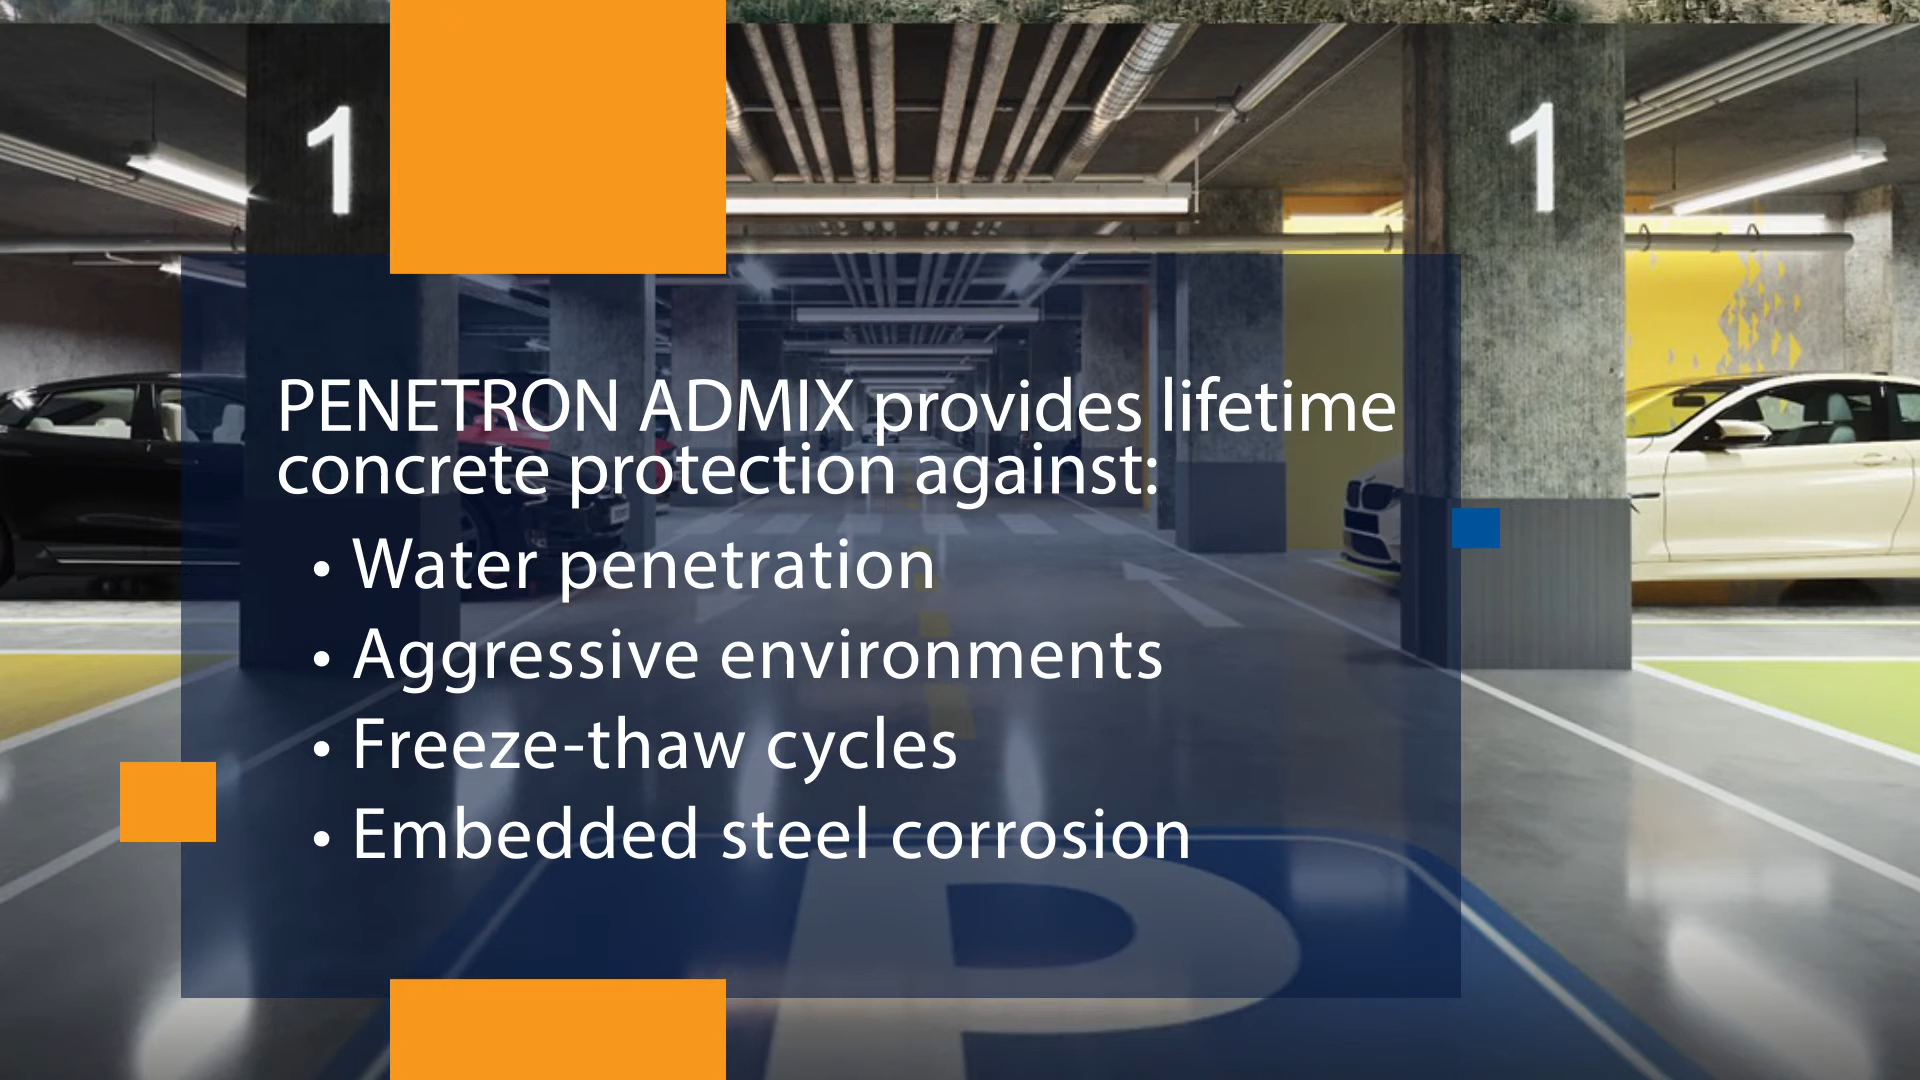 1
1
PENETRON ADMIX provides lifetime
concrete protection against:
• Water penetration
• Aggressive environments
• Freeze-thaw cycles
• Embedded steel corrosion
P